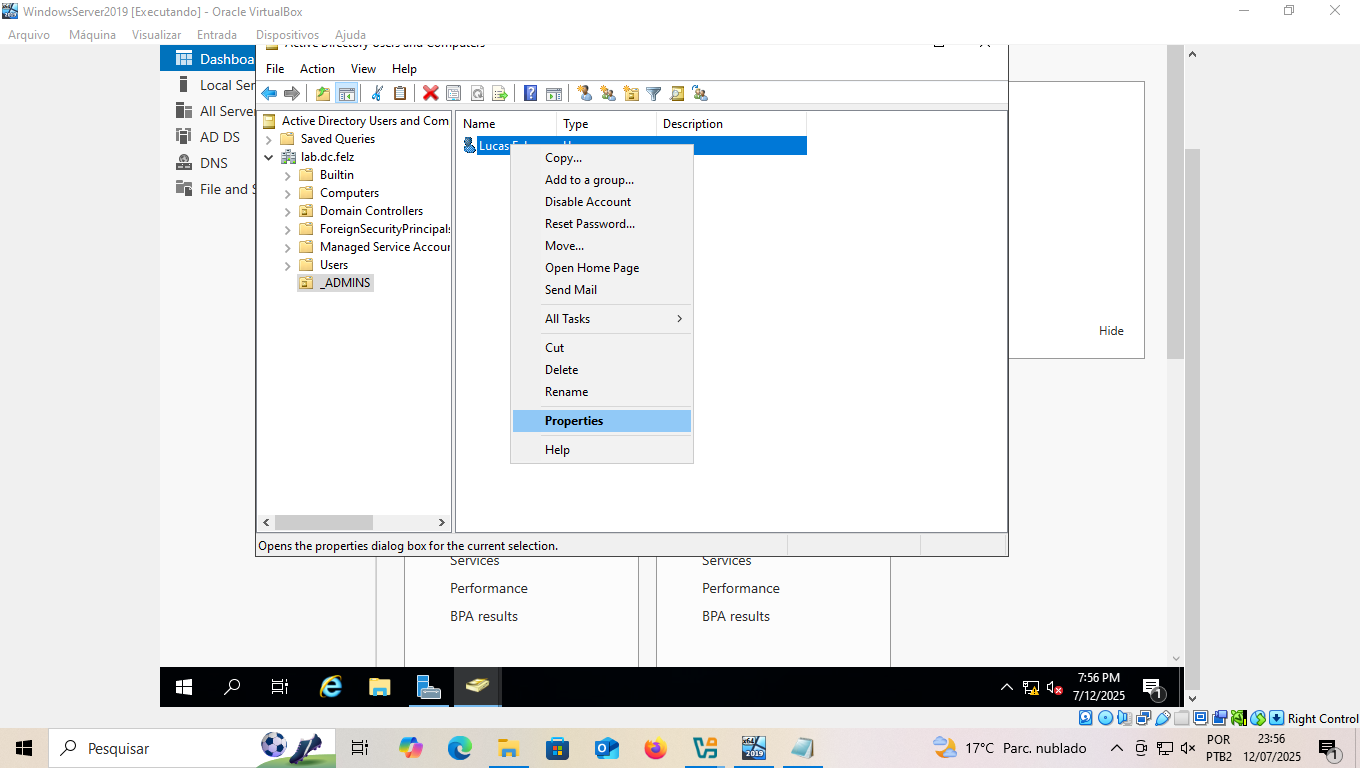 WindowsServer2019 [Executando] - Oracle VirtualBox
Arquivo Máquina Visualizar Entrada Dispositivos Ajuda
Active Directory Users and Computers
File Action View Help
Dashboa
Local Ser
All Server
AD DS
DNS
File and S
Active Directory Users and Com
Saved Queries
lab.dc.felz
Builtin
Computers
Domain Controllers
ForeignSecurityPrincipals
Managed Service Accour
Users
_ADMINS
Name Type Description
Lucas
Copy...
Add to a group...
Disable Account
Reset Password...
Move...
Open Home Page
Send Mail
All Tasks
Cut
Delete
Rename
Properties
Help
Hide
Opens the properties dialog box for the current selection.
Services Services
Performance Performance
BPA results BPA results
7:56 PM
7/12/2025
1
Right Control
Pesquisar
x64
2019
17°C Parc. nublado
POR
PTB2
23:56
12/07/2025
1